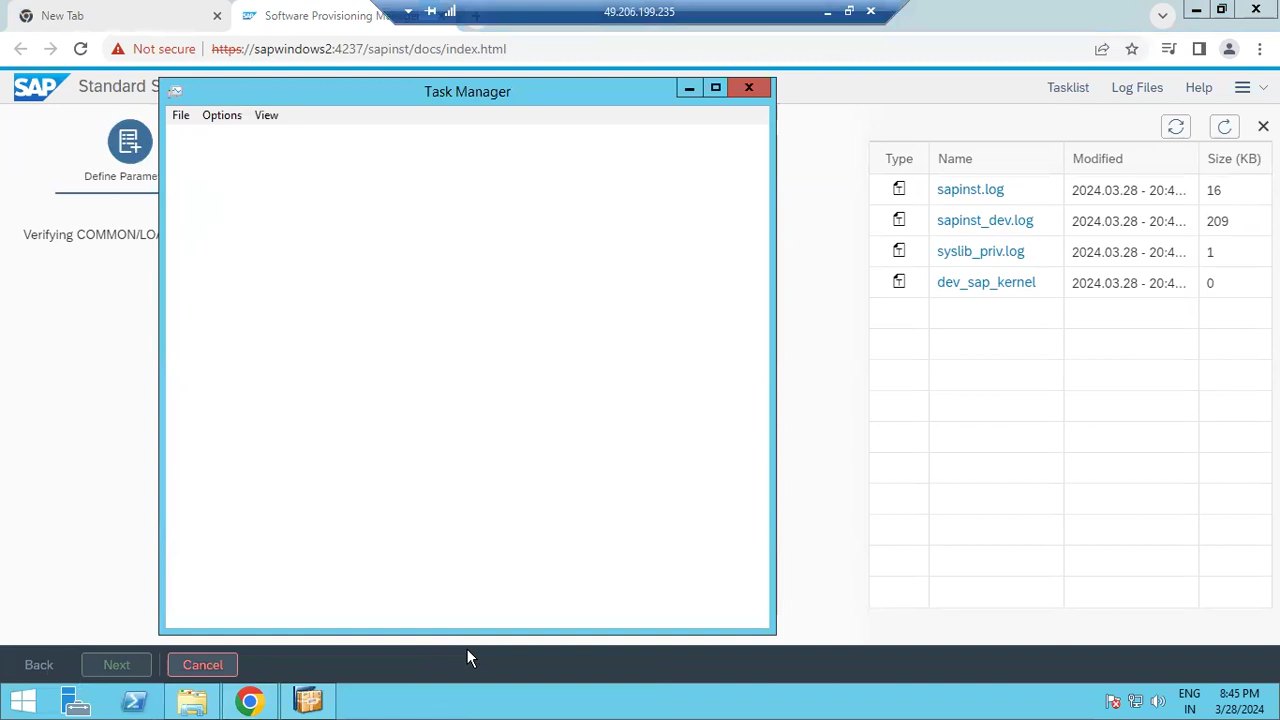 New Tab
Software Provisioning Manager
49.206.199.235
Not secure
https://sapwindows2:4237/sapinst/docs/index.html
SAP
Standard S
Tasklist
Log Files
Help
Task Manager
File Options View
Define Parame
Verifying COMMON/LOA
Type Name Modified Size (KB)
sapinst.log 2024.03.28 - 20:4... 16
sapinst_dev.log 2024.03.28 - 20:4... 209
syslib_priv.log 2024.03.28 - 20:4... 1
dev_sap_kernel 2024.03.28 - 20:4... 0
Back Next Cancel
ENG 8:45 PM
IN 3/28/2024